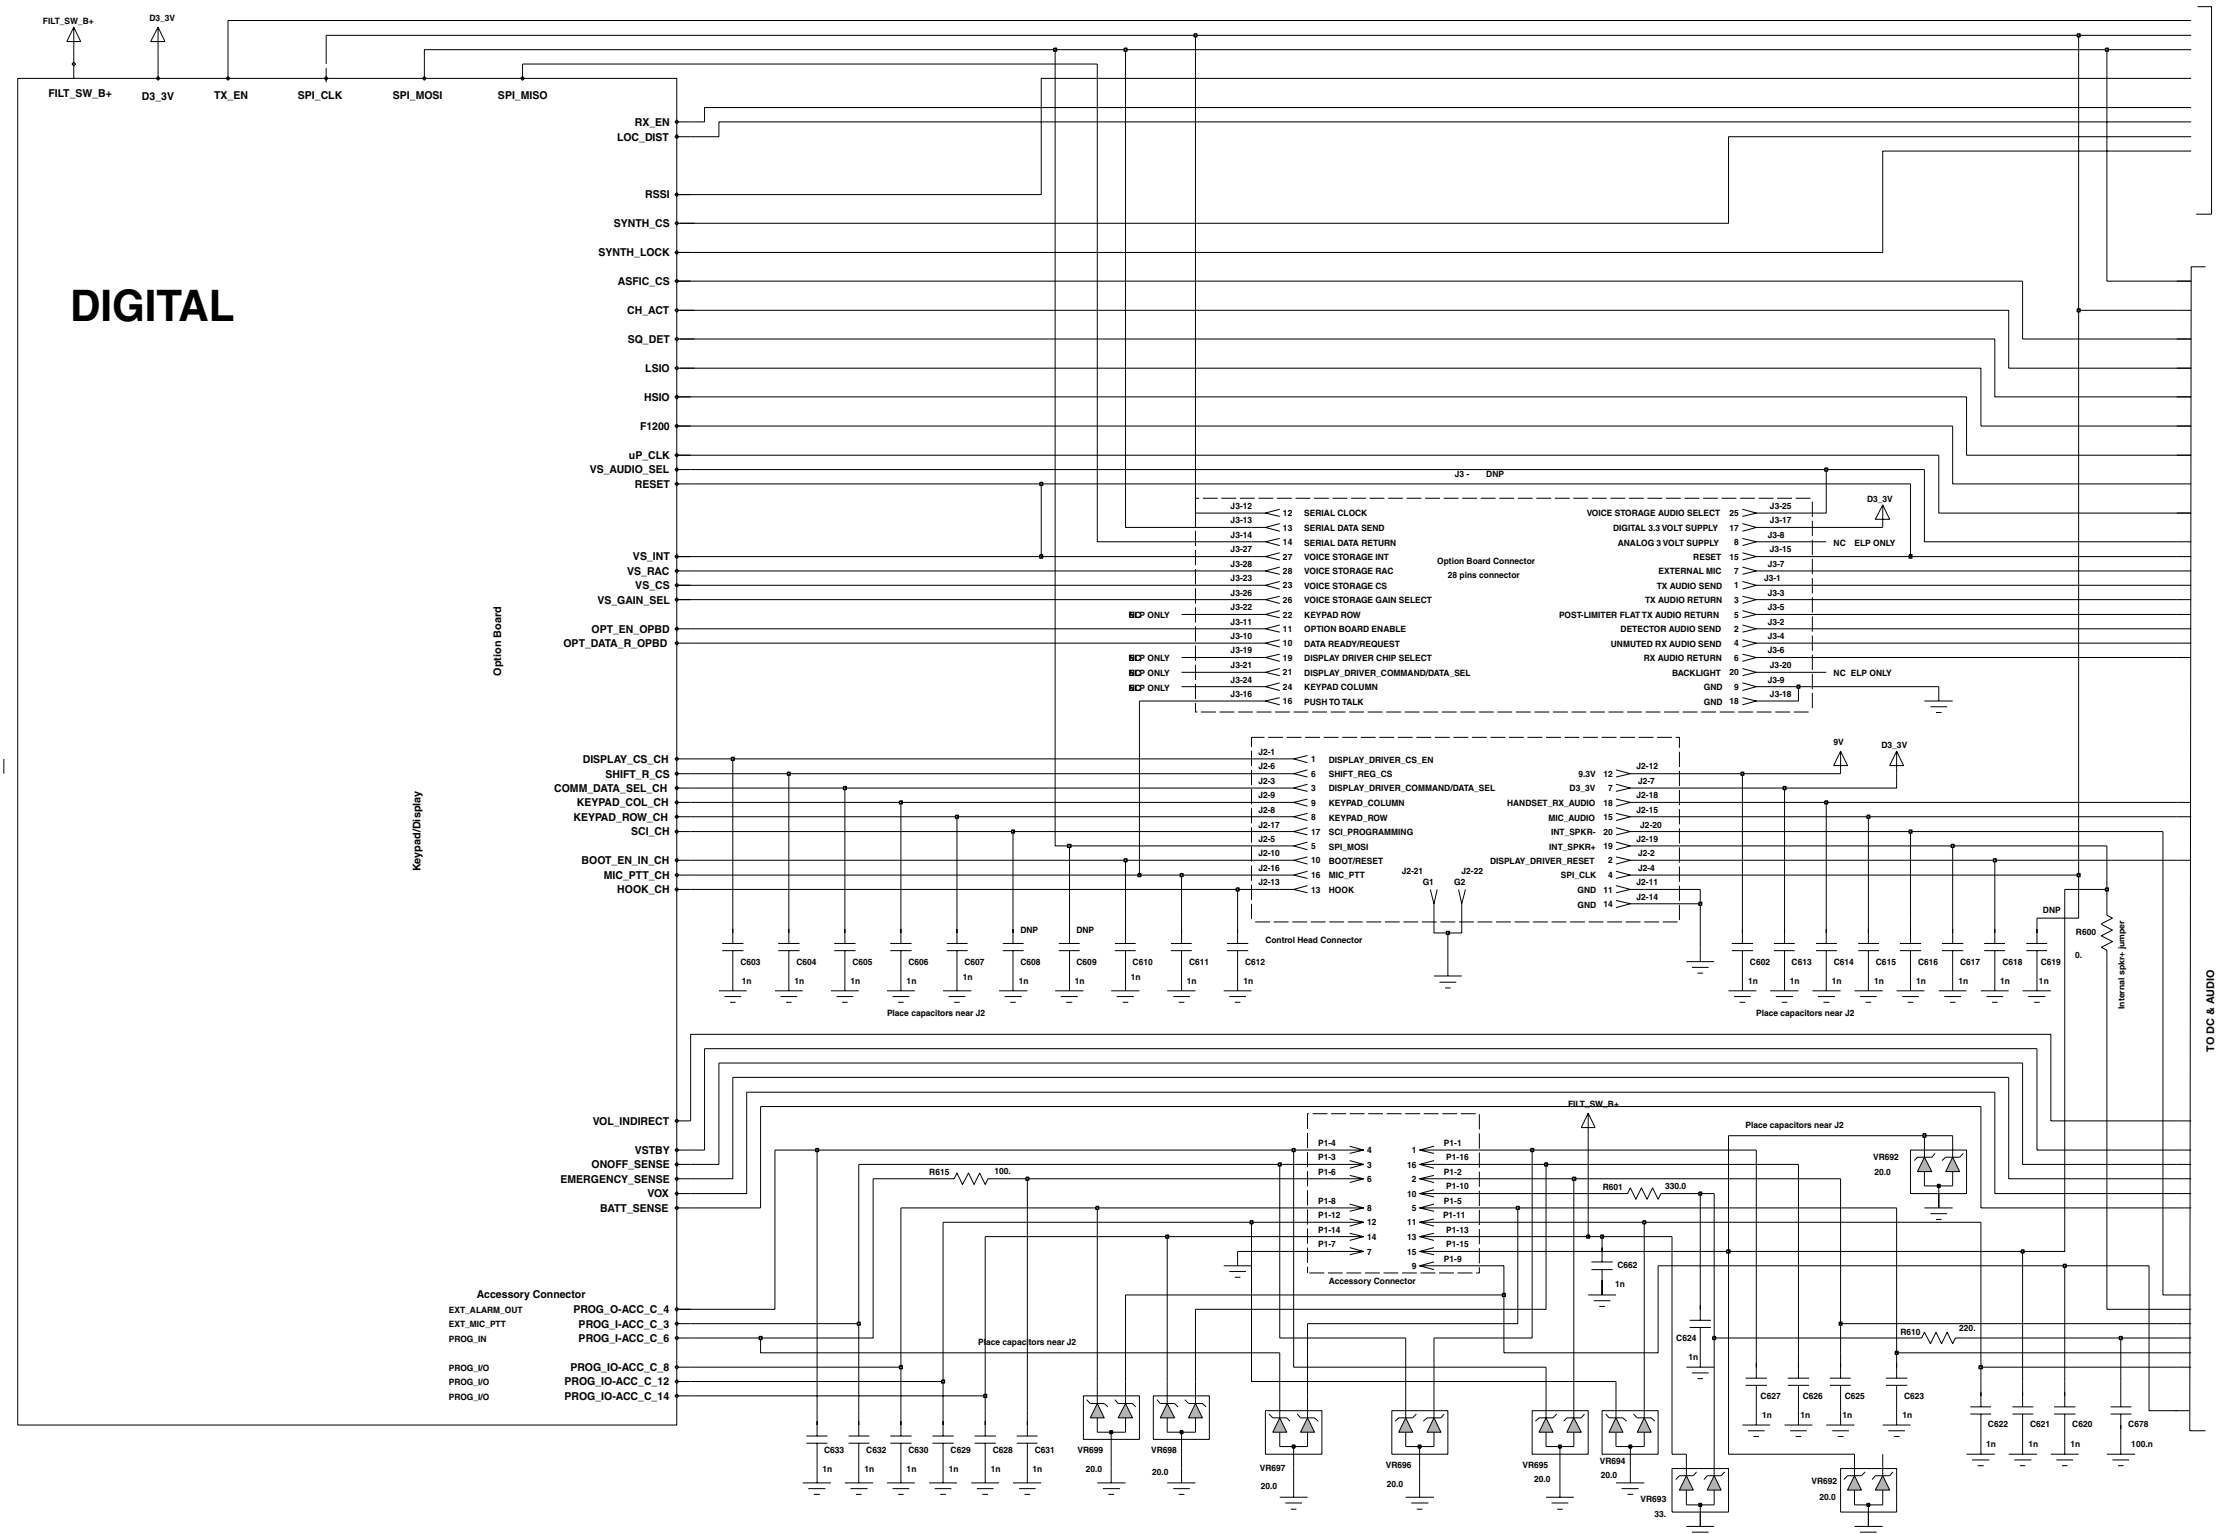 FILT_SW_B+
D3_3V
FILT_SW_B+
D3_3V
TX_EN
SPI_CLK
SPI_MOSI
SPI_MISO
RX_EN
LOC_DIST
RSSI
SYNTH_CS
SYNTH_LOCK
ASFIC_CS
CH_ACT
SQ_DET
LSIO
HSIO
F1200
uP_CLK
VS_AUDIO_SEL
RESET
DIGITAL
VS_INT
VS_RAC
VS_CS
VS_GAIN_SEL
OPT_EN_OPBD
OPT_DATA_R_OPBD
Option Board
J3 - DNP
J3-12 12 SERIAL CLOCK
J3-13 13 SERIAL DATA SEND
J3-14 14 SERIAL DATA RETURN
J3-27 27 VOICE STORAGE INT
J3-28 28 VOICE STORAGE RAC
J3-23 23 VOICE STORAGE CS
J3-26 26 VOICE STORAGE GAIN SELECT
ELP ONLY J3-22 22 KEYPAD ROW
J3-11 11 OPTION BOARD ENABLE
J3-10 10 DATA READY/REQUEST
ELP ONLY J3-19 19 DISPLAY DRIVER CHIP SELECT
ELP ONLY J3-21 21 DISPLAY_DRIVER_COMMAND/DATA_SEL
ELP ONLY J3-24 24 KEYPAD COLUMN
J3-16 16 PUSH TO TALK
Option Board Connector
28 pins connector
VOICE STORAGE AUDIO SELECT 25 J3-25
DIGITAL 3.3 VOLT SUPPLY 17 J3-17
D3_3V
ANALOG 3 VOLT SUPPLY 8 J3-8 NC ELP ONLY
RESET 15 J3-15
EXTERNAL MIC 7 J3-7
TX AUDIO SEND 1 J3-1
TX AUDIO RETURN 3 J3-3
POST-LIMITER FLAT TX AUDIO RETURN 5 J3-5
DETECTOR AUDIO SEND 2 J3-2
UNMUTED RX AUDIO SEND 4 J3-4
RX AUDIO RETURN 6 J3-6
BACKLIGHT 20 J3-20 NC ELP ONLY
GND 9 J3-9
GND 18 J3-18
Keypad/Display
DISPLAY_CS_CH
SHIFT_R_CS
COMM_DATA_SEL_CH
KEYPAD_COL_CH
KEYPAD_ROW_CH
SCI_CH
BOOT_EN_IN_CH
MIC_PTT_CH
HOOK_CH
J2-1 1 DISPLAY_DRIVER_CS_EN
J2-6 6 SHIFT_REG_CS
J2-3 3 DISPLAY_DRIVER_COMMAND/DATA_SEL
J2-9 9 KEYPAD_COLUMN
J2-8 8 KEYPAD_ROW
J2-17 17 SCI_PROGRAMMING
J2-5 5 SPI_MOSI
J2-10 10 BOOT/RESET
J2-16 16 MIC_PTT
J2-13 13 HOOK
J2-21 G1
J2-22 G2
9V
D3_3V
9.3V 12 J2-12
D3_3V 7 J2-7
HANDSET_RX_AUDIO 18 J2-18
MIC_AUDIO 15 J2-15
INT_SPKR- 20 J2-20
INT_SPKR+ 19 J2-19
DISPLAY_DRIVER_RESET 2 J2-2
SPI_CLK 4 J2-4
GND 11 J2-11
GND 14 J2-14
Control Head Connector
C603 1n
C604 1n
C605 1n
C606 1n
C607 1n
DNP C608 1n
DNP C609 1n
C610 1n
C611 1n
C612 1n
Place capacitors near J2
C602 1n
C613 1n
C614 1n
C615 1n
C616 1n
C617 1n
C618 1n
DNP C619 1n
R600 0.
Internal spkr+ jumper
Place capacitors near J2
TO DC & AUDIO
VOL_INDIRECT
VSTBY
ONOFF_SENSE
EMERGENCY_SENSE
VOX
BATT_SENSE
R615 100.
P1-4 4
P1-3 3
P1-6 6
P1-8 8
P1-12 12
P1-14 14
P1-7 7
1 P1-1
16 P1-16
2 P1-2
10 P1-10
5 P1-5
11 P1-11
13 P1-13
15 P1-15
9 P1-9
Accessory Connector
FILT_SW_B+
R601 330.0
C662 1n
Place capacitors near J2
VR692 20.0
Accessory Connector
EXT_ALARM_OUT PROG_O-ACC_C_4
EXT_MIC_PTT PROG_I-ACC_C_3
PROG_IN PROG_I-ACC_C_6
PROG_I/O PROG_IO-ACC_C_8
PROG_I/O PROG_IO-ACC_C_12
PROG_I/O PROG_IO-ACC_C_14
Place capacitors near J2
C624 1n
R610 220.
C633 1n
C632 1n
C630 1n
C629 1n
C628 1n
C631 1n
VR699 20.0
VR698 20.0
VR697 20.0
VR696 20.0
VR695 20.0
VR694 20.0
VR693 33.
VR692 20.0
C627 1n
C626 1n
C625 1n
C623 1n
C622 1n
C621 1n
C620 1n
C678 100.n